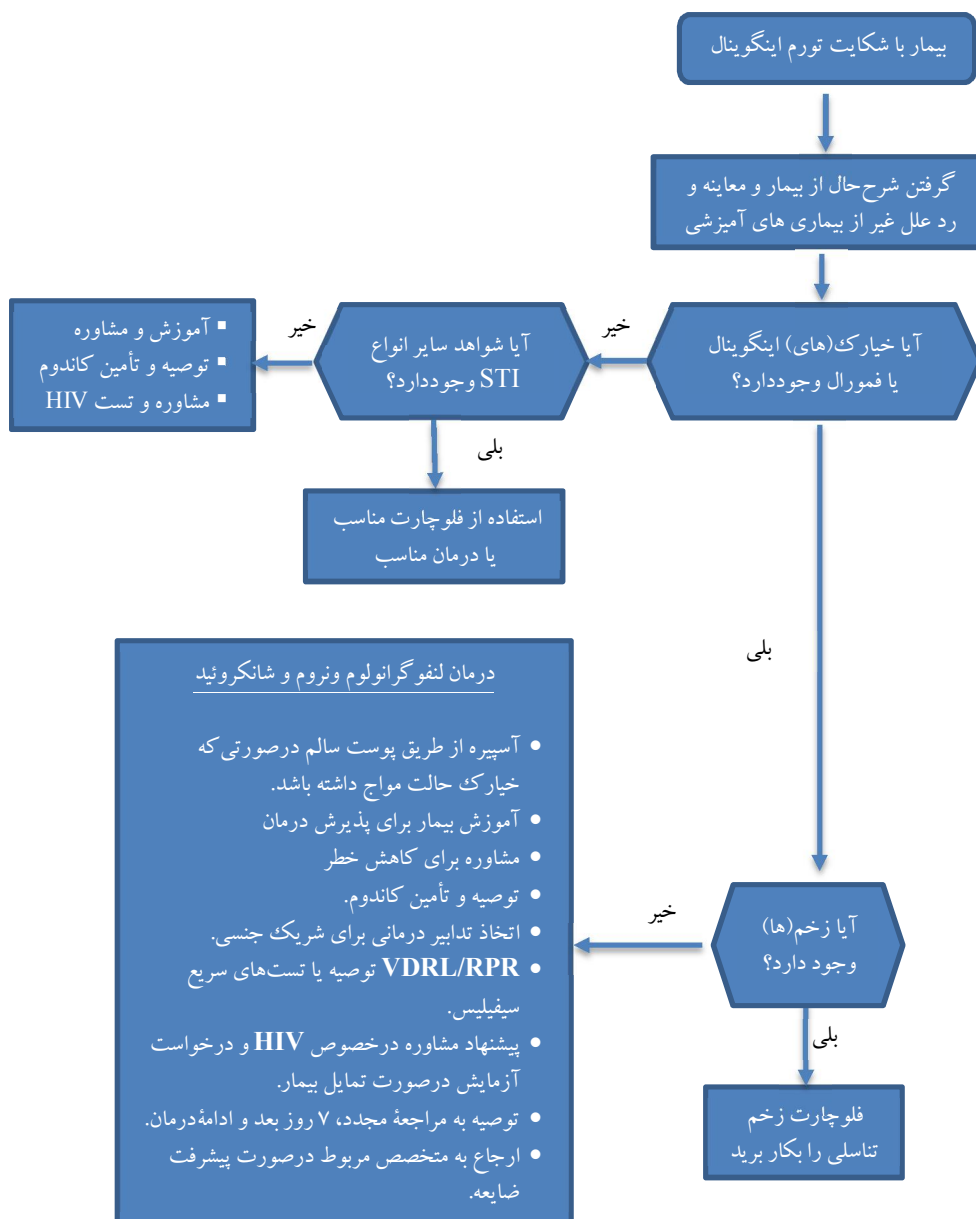 بیمار با شکایت تورم اینگوینال
گرفتن شرح‌حال از بیمار و معاینه و
رد علل غیر از بیماری های آمیزشی
آیا خیارک(های) اینگوینال
یا فمورال وجوددارد؟
خیر
آیا شواهد سایر انواع
STI وجوددارد؟
خیر
▪ آموزش و مشاوره
▪ توصیه و تأمین کاندوم
▪ مشاوره و تست HIV
بلی
استفاده از فلوچارت مناسب
یا درمان مناسب
بلی
آیا زخم(ها)
وجود دارد؟
خیر
درمان لنفوگرانولوم ونروم و شانکروئید
• آسپیره از طریق پوست سالم درصورتی‌که
خیارک حالت مواج داشته باشد.
• آموزش بیمار برای پذیرش درمان
• مشاوره برای کاهش خطر
• توصیه و تأمین کاندوم.
• اتخاذ تدابیر درمانی برای شریک جنسی.
• VDRL/RPR توصیه یا تست‌های سریع
سیفیلیس.
• پیشنهاد مشاوره درخصوص HIV و درخواست
آزمایش درصورت تمایل بیمار.
• توصیه به مراجعۀ مجدد، ۷ روز بعد و ادامۀدرمان.
• ارجاع به متخصص مربوط درصورت پیشرفت
ضایعه.
بلی
فلوچارت زخم
تناسلی را بکار برید